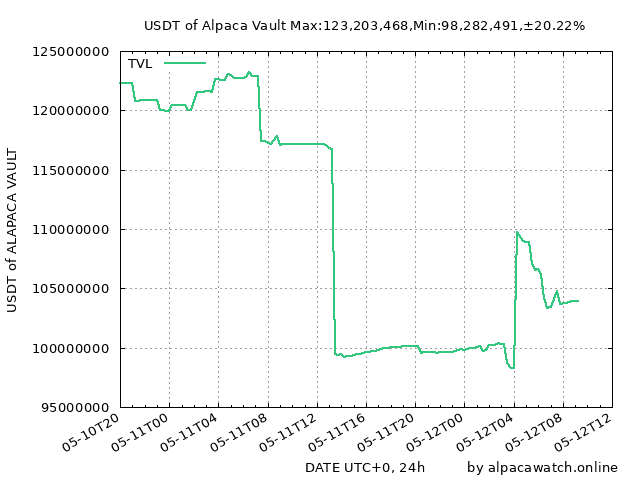 USDT of Alpaca Vault Max:123,203,468,Min:98,282,491,±20.22%
TVL
125000000
120000000
115000000
110000000
105000000
100000000
95000000
USDT of ALAPACA VAULT
05-10T20
05-11T00
05-11T04
05-11T08
05-11T12
05-11T16
05-11T20
05-12T00
05-12T04
05-12T08
05-12T12
DATE UTC+0, 24h
by alpacawatch.online